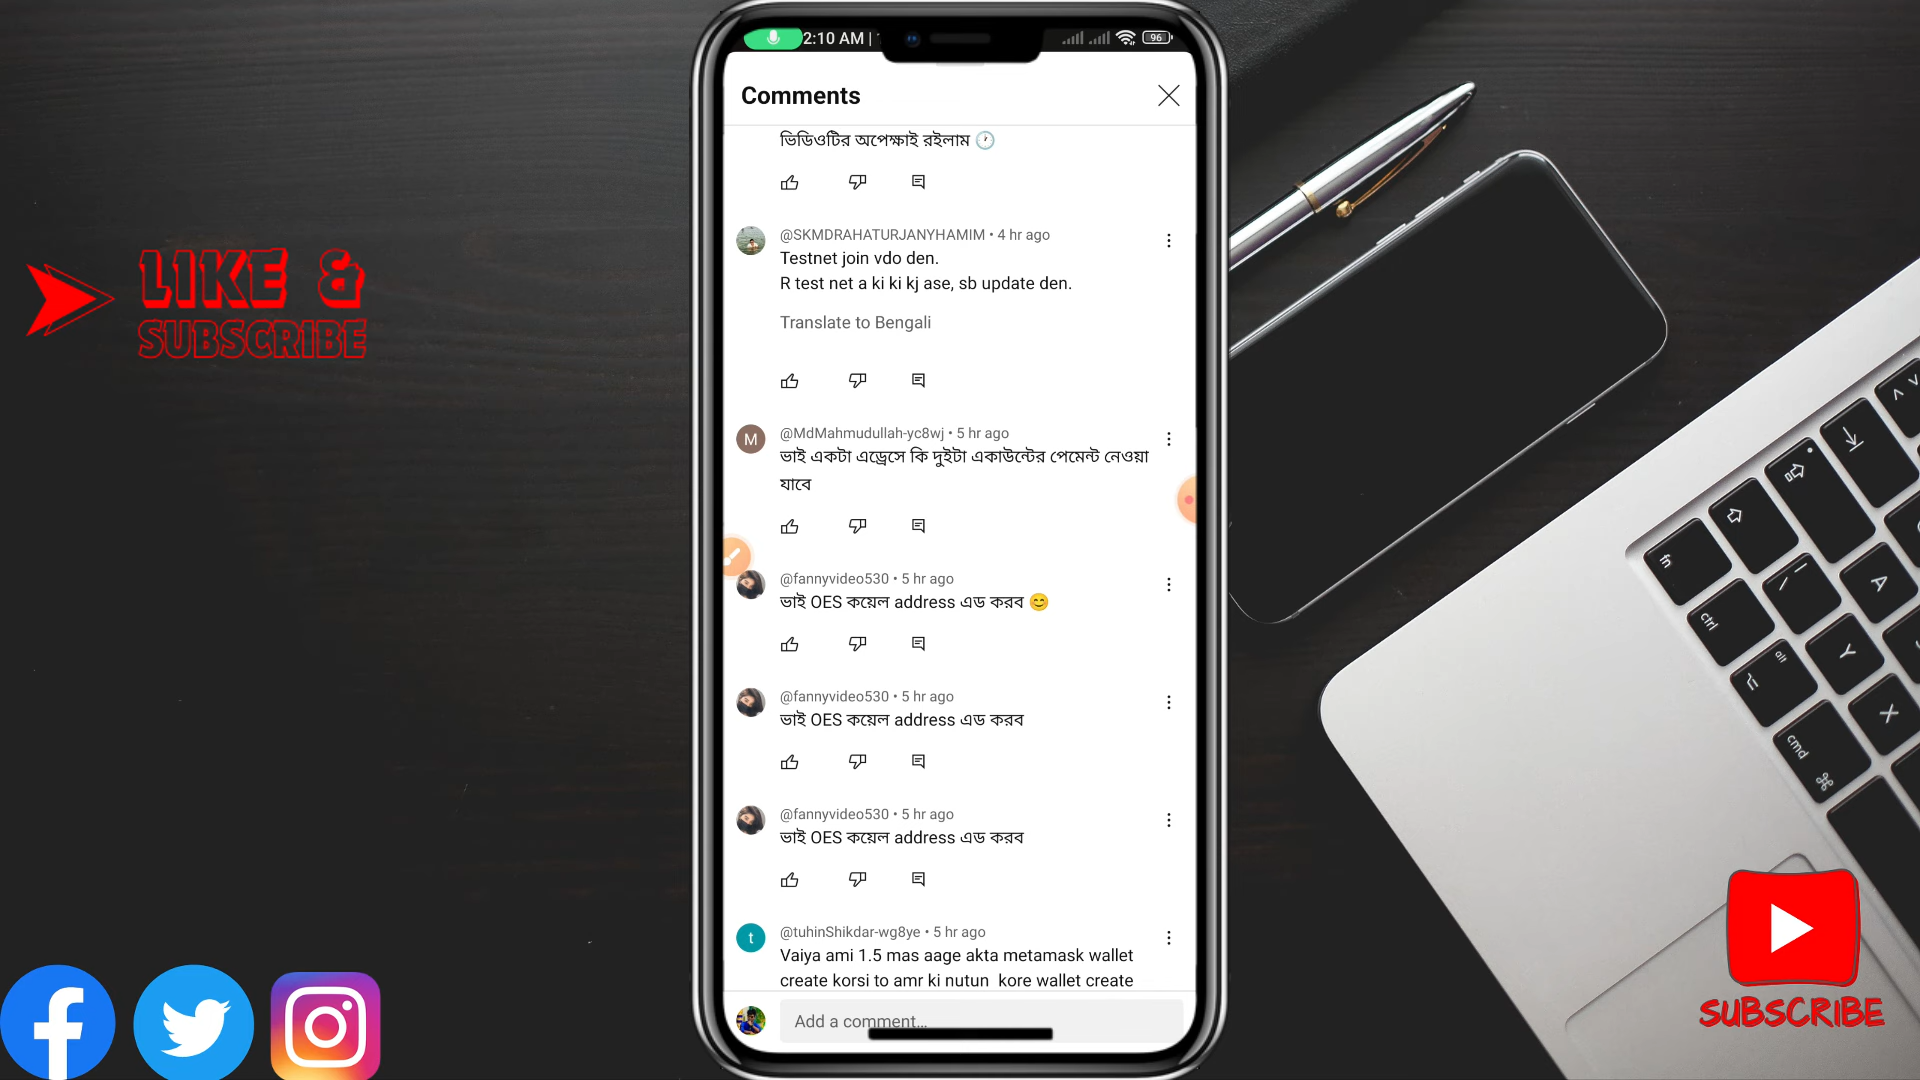 2:10 AM |
96
Comments
ভিডিওটির অপেক্ষাই রইলাম 🕐
@SKMDRAHATURJANYHAMIM • 4 hr ago
Testnet join vdo den.
R test net a ki ki kj ase, sb update den.
Translate to Bengali
@MdMahmudullah-yc8wj • 5 hr ago
M
ভাই একটা এড্রেসে কি দুইটা একাউন্টের পেমেন্ট নেওয়া
যাবে
@fannyvideo530 • 5 hr ago
ভাই OES কয়েল address এড করব 😊
@fannyvideo530 • 5 hr ago
ভাই OES কয়েল address এড করব
@fannyvideo530 • 5 hr ago
ভাই OES কয়েল address এড করব
@tuhinShikdar-wg8ye • 5 hr ago
t
Vaiya ami 1.5 mas aage akta metamask wallet
create korsi to amr ki nutun kore wallet create
Add a comment...
LIKE &
SUBSCRIBE
SUBSCRIBE
fn
ctrl
alt
cmd
⌘
A
Y
X